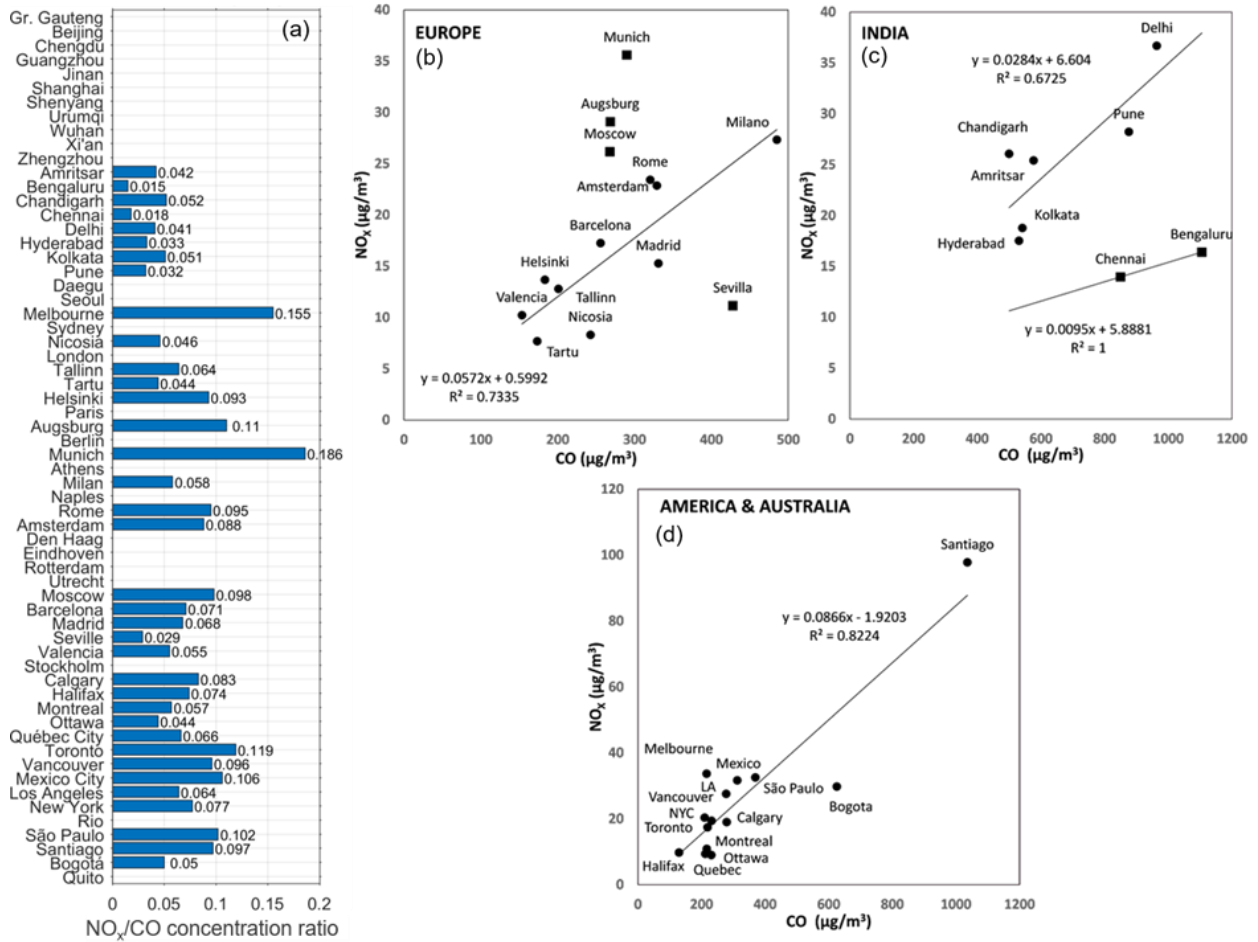 (a)
Gr. Gauteng
Beijing
Chengdu
Guangzhou
Jinan
Shanghai
Shenyang
Urumqi
Wuhan
Xi'an
Zhengzhou
Amritsar 0.042
Bengaluru 0.015
Chandigarh 0.052
Chennai 0.018
Delhi 0.041
Hyderabad 0.033
Kolkata 0.051
Pune 0.032
Daegu
Seoul
Melbourne 0.155
Sydney
Nicosia 0.046
London
Tallinn 0.064
Tartu 0.044
Helsinki 0.093
Paris
Augsburg 0.11
Berlin
Munich 0.186
Athens
Milan 0.058
Naples
Rome 0.095
Amsterdam 0.088
Den Haag
Eindhoven
Rotterdam
Utrecht
Moscow 0.098
Barcelona 0.071
Madrid 0.068
Seville 0.029
Valencia 0.055
Stockholm
Calgary 0.083
Halifax 0.074
Montreal 0.057
Ottawa 0.044
Québec City 0.066
Toronto 0.119
Vancouver 0.096
Mexico City 0.106
Los Angeles 0.064
New York 0.077
Rio
São Paulo 0.102
Santiago 0.097
Bogotá 0.05
Quito
0 0.05 0.1 0.15 0.2
NOx/CO concentration ratio
EUROPE
(b)
40
35
30
25
20
15
10
5
0
NOX (µg/m³)
Munich
Augsburg
Moscow
Milano
Rome
Amsterdam
Barcelona
Madrid
Helsinki
Sevilla
Valencia
Tallinn
Nicosia
Tartu
y = 0.0572x + 0.5992
R² = 0.7335
0 100 200 300 400 500
CO (µg/m³)
INDIA
(c)
40
35
30
25
20
15
10
5
0
NOX (µg/m³)
Delhi
y = 0.0284x + 6.604
R² = 0.6725
Pune
Chandigarh
Amritsar
Kolkata
Hyderabad
Bengaluru
Chennai
y = 0.0095x + 5.8881
R² = 1
0 200 400 600 800 1000 1200
CO (µg/m³)
AMERICA & AUSTRALIA
(d)
120
100
80
60
40
20
0
NOX (µg/m³)
Santiago
y = 0.0866x - 1.9203
R² = 0.8224
Melbourne
Mexico
LA
São Paulo
Vancouver
Bogota
NYC
Calgary
Toronto
Montreal
Halifax
Ottawa
Quebec
0 200 400 600 800 1000 1200
CO (µg/m³)